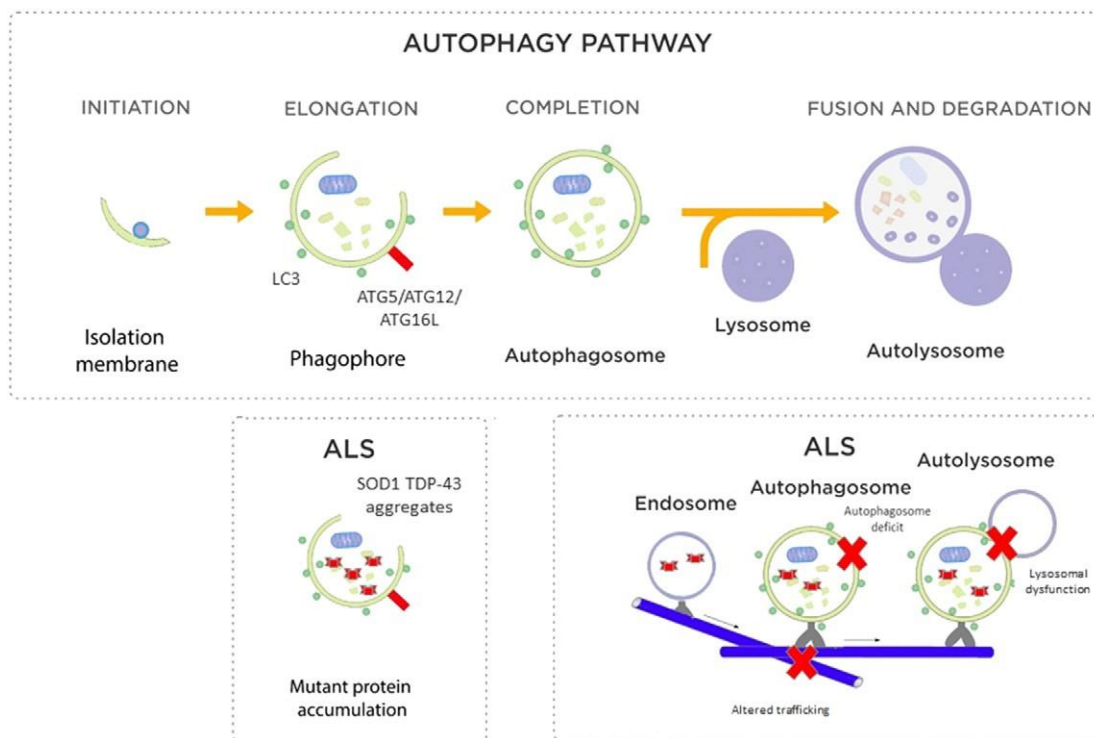 AUTOPHAGY PATHWAY
INITIATION
ELONGATION
COMPLETION
FUSION AND DEGRADATION
LC3
ATG5/ATG12/
ATG16L
Isolation
membrane
Phagophore
Autophagosome
Lysosome
Autolysosome
ALS
SOD1 TDP-43
aggregates
Mutant protein
accumulation
ALS
Endosome
Autophagosome
Autolysosome
Autophagosome
deficit
Lysosomal
dysfunction
Altered trafficking